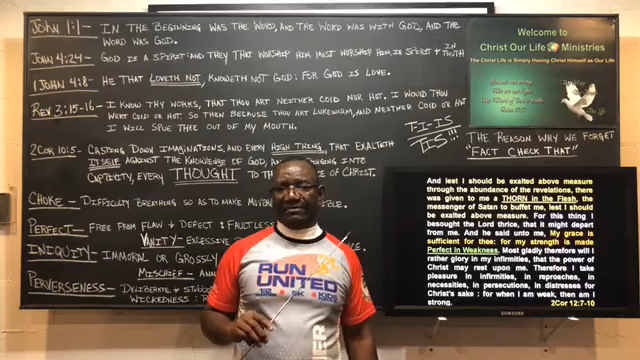 John 1:1- IN THE BEGINNING WAS THE WORD, AND THE WORD WAS WITH GOD, AND THE
WORD WAS GOD.
John 4:24- GOD IS A SPIRIT: AND THEY THAT WORSHIP HIM MUST WORSHIP HIM IN SPIRIT & IN TRUTH
1 John 4:8- HE THAT LOVETH NOT, KNOWETH NOT GOD: FOR GOD IS LOVE.
Rev 3:15-16- I KNOW THY WORKS, THAT THOU ART NEITHER COLD NOR HOT. I WOULD THOU
WERT COLD OR HOT. SO THEN BECAUSE THOU ART LUKEWARM, AND NEITHER COLD OR HOT
I WILL SPUE THEE OUT OF MY MOUTH.
2COR 10:5- CASTING DOWN IMAGINATIONS, AND EVERY HIGH THING, THAT EXALTETH
ITSELF AGAINST THE KNOWLEDGE OF GOD, INTO
CAPTIVITY, EVERY THOUGHT TO THE OF CHRIST.
CHOKE- DIFFICULTY BREATHING SO AS TO MAKE
PERFECT- FREE FROM FLAW & DEFECT: FAULTLESS
VANITY- EXCESSIVE
INIQUITY- IMMORAL OR GROSSLY
MISCHIEF-
PERVERSENESS- DELIBERATE &
WICKEDNESS:
T-I-IS
T-I-S!!!
Welcome to
Christ Our Life Ministries
The Christ Life is Simply Having Christ Himself as Our Life
THE REASON WHY WE FORGET
"FACT CHECK THAT"
And lest I should be exalted above measure
through the abundance of the revelations, there
was given to me a THORN in the Flesh, the
messenger of Satan to buffet me, lest I should
be exalted above measure. For this thing I
besought the Lord thrice, that it might depart
from me. And he said unto me, My grace is
sufficient for thee: for my strength is made
Perfect in Weakness. Most gladly therefore will I
rather glory in my infirmities, that the power of
Christ may rest upon me. Therefore I take
pleasure in infirmities, in reproaches, in
necessities, in persecutions, in distresses for
Christ's sake : for when I am weak, then am I
strong. 2Cor 12:7-10
SAMSUNG
RUN
UNITED
5K
KIDS